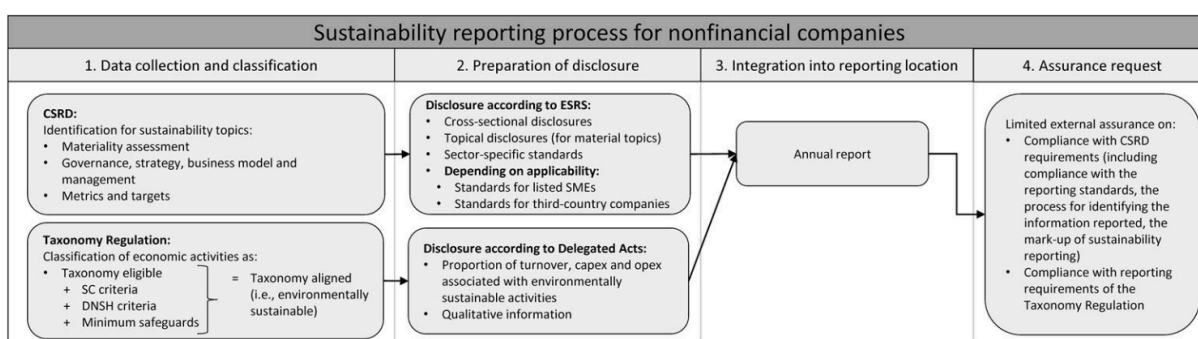 Sustainability reporting process for nonfinancial companies
1. Data collection and classification
2. Preparation of disclosure
3. Integration into reporting location
4. Assurance request
CSRD:
Identification for sustainability topics:
• Materiality assessment
• Governance, strategy, business model and
management
• Metrics and targets
Taxonomy Regulation:
Classification of economic activities as:
• Taxonomy eligible
+ SC criteria
+ DNSH criteria
+ Minimum safeguards
= Taxonomy aligned
(i.e., environmentally
sustainable)
Disclosure according to ESRS:
• Cross-sectional disclosures
• Topical disclosures (for material topics)
• Sector-specific standards
• Depending on applicability:
• Standards for listed SMEs
• Standards for third-country companies
Disclosure according to Delegated Acts:
• Proportion of turnover, capex and opex
associated with environmentally
sustainable activities
• Qualitative information
Annual report
Limited external assurance on:
• Compliance with CSRD
requirements (including
compliance with the
reporting standards, the
process for identifying the
information reported, the
mark-up of sustainability
reporting)
• Compliance with reporting
requirements of the
Taxonomy Regulation